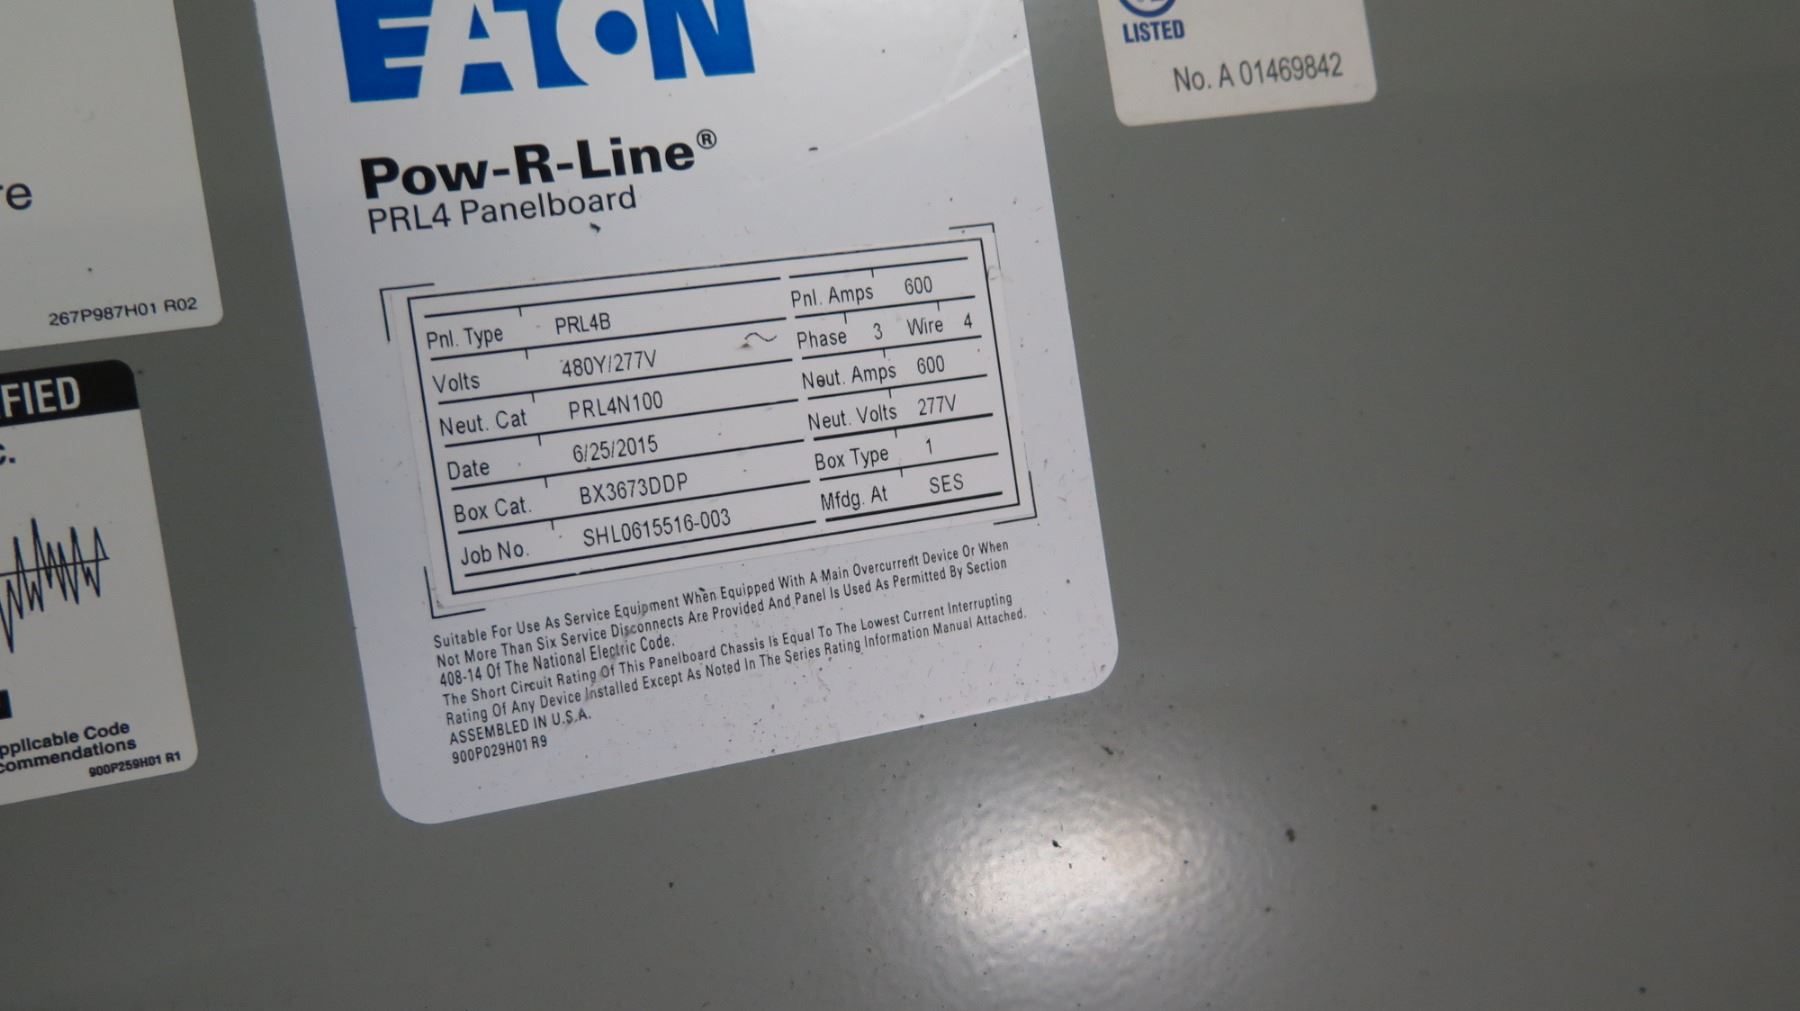 EATON
Pow-R-Line®
PRL4 Panelboard
Pnl. Type PRL4B Pnl. Amps 600
Volts 480Y/277V ~ Phase 3 Wire 4
Neut. Cat PRL4N100 Neut. Amps 600
Date 6/25/2015 Neut. Volts 277V
Box Cat. BX3673DDP Box Type 1
Job No. SHL0615516-003 Mfdg. At SES
Suitable For Use As Service Equipment When Equipped With A Main Overcurrent Device Or When
Not More Than Six Service Disconnects Are Provided And Panel Is Used As Permitted By Section
408-14 Of The National Electric Code.
The Short Circuit Rating Of This Panelboard Chassis Is Equal To The Lowest Current Interrupting
Rating Of Any Device Installed Except As Noted In The Series Rating Information Manual Attached.
ASSEMBLED IN U.S.A.
900P029H01 R9
LISTED
No. A 01469842
re
267P987H01 R02
FIED
c.
pplicable Code
commendations
900P259H01 R1